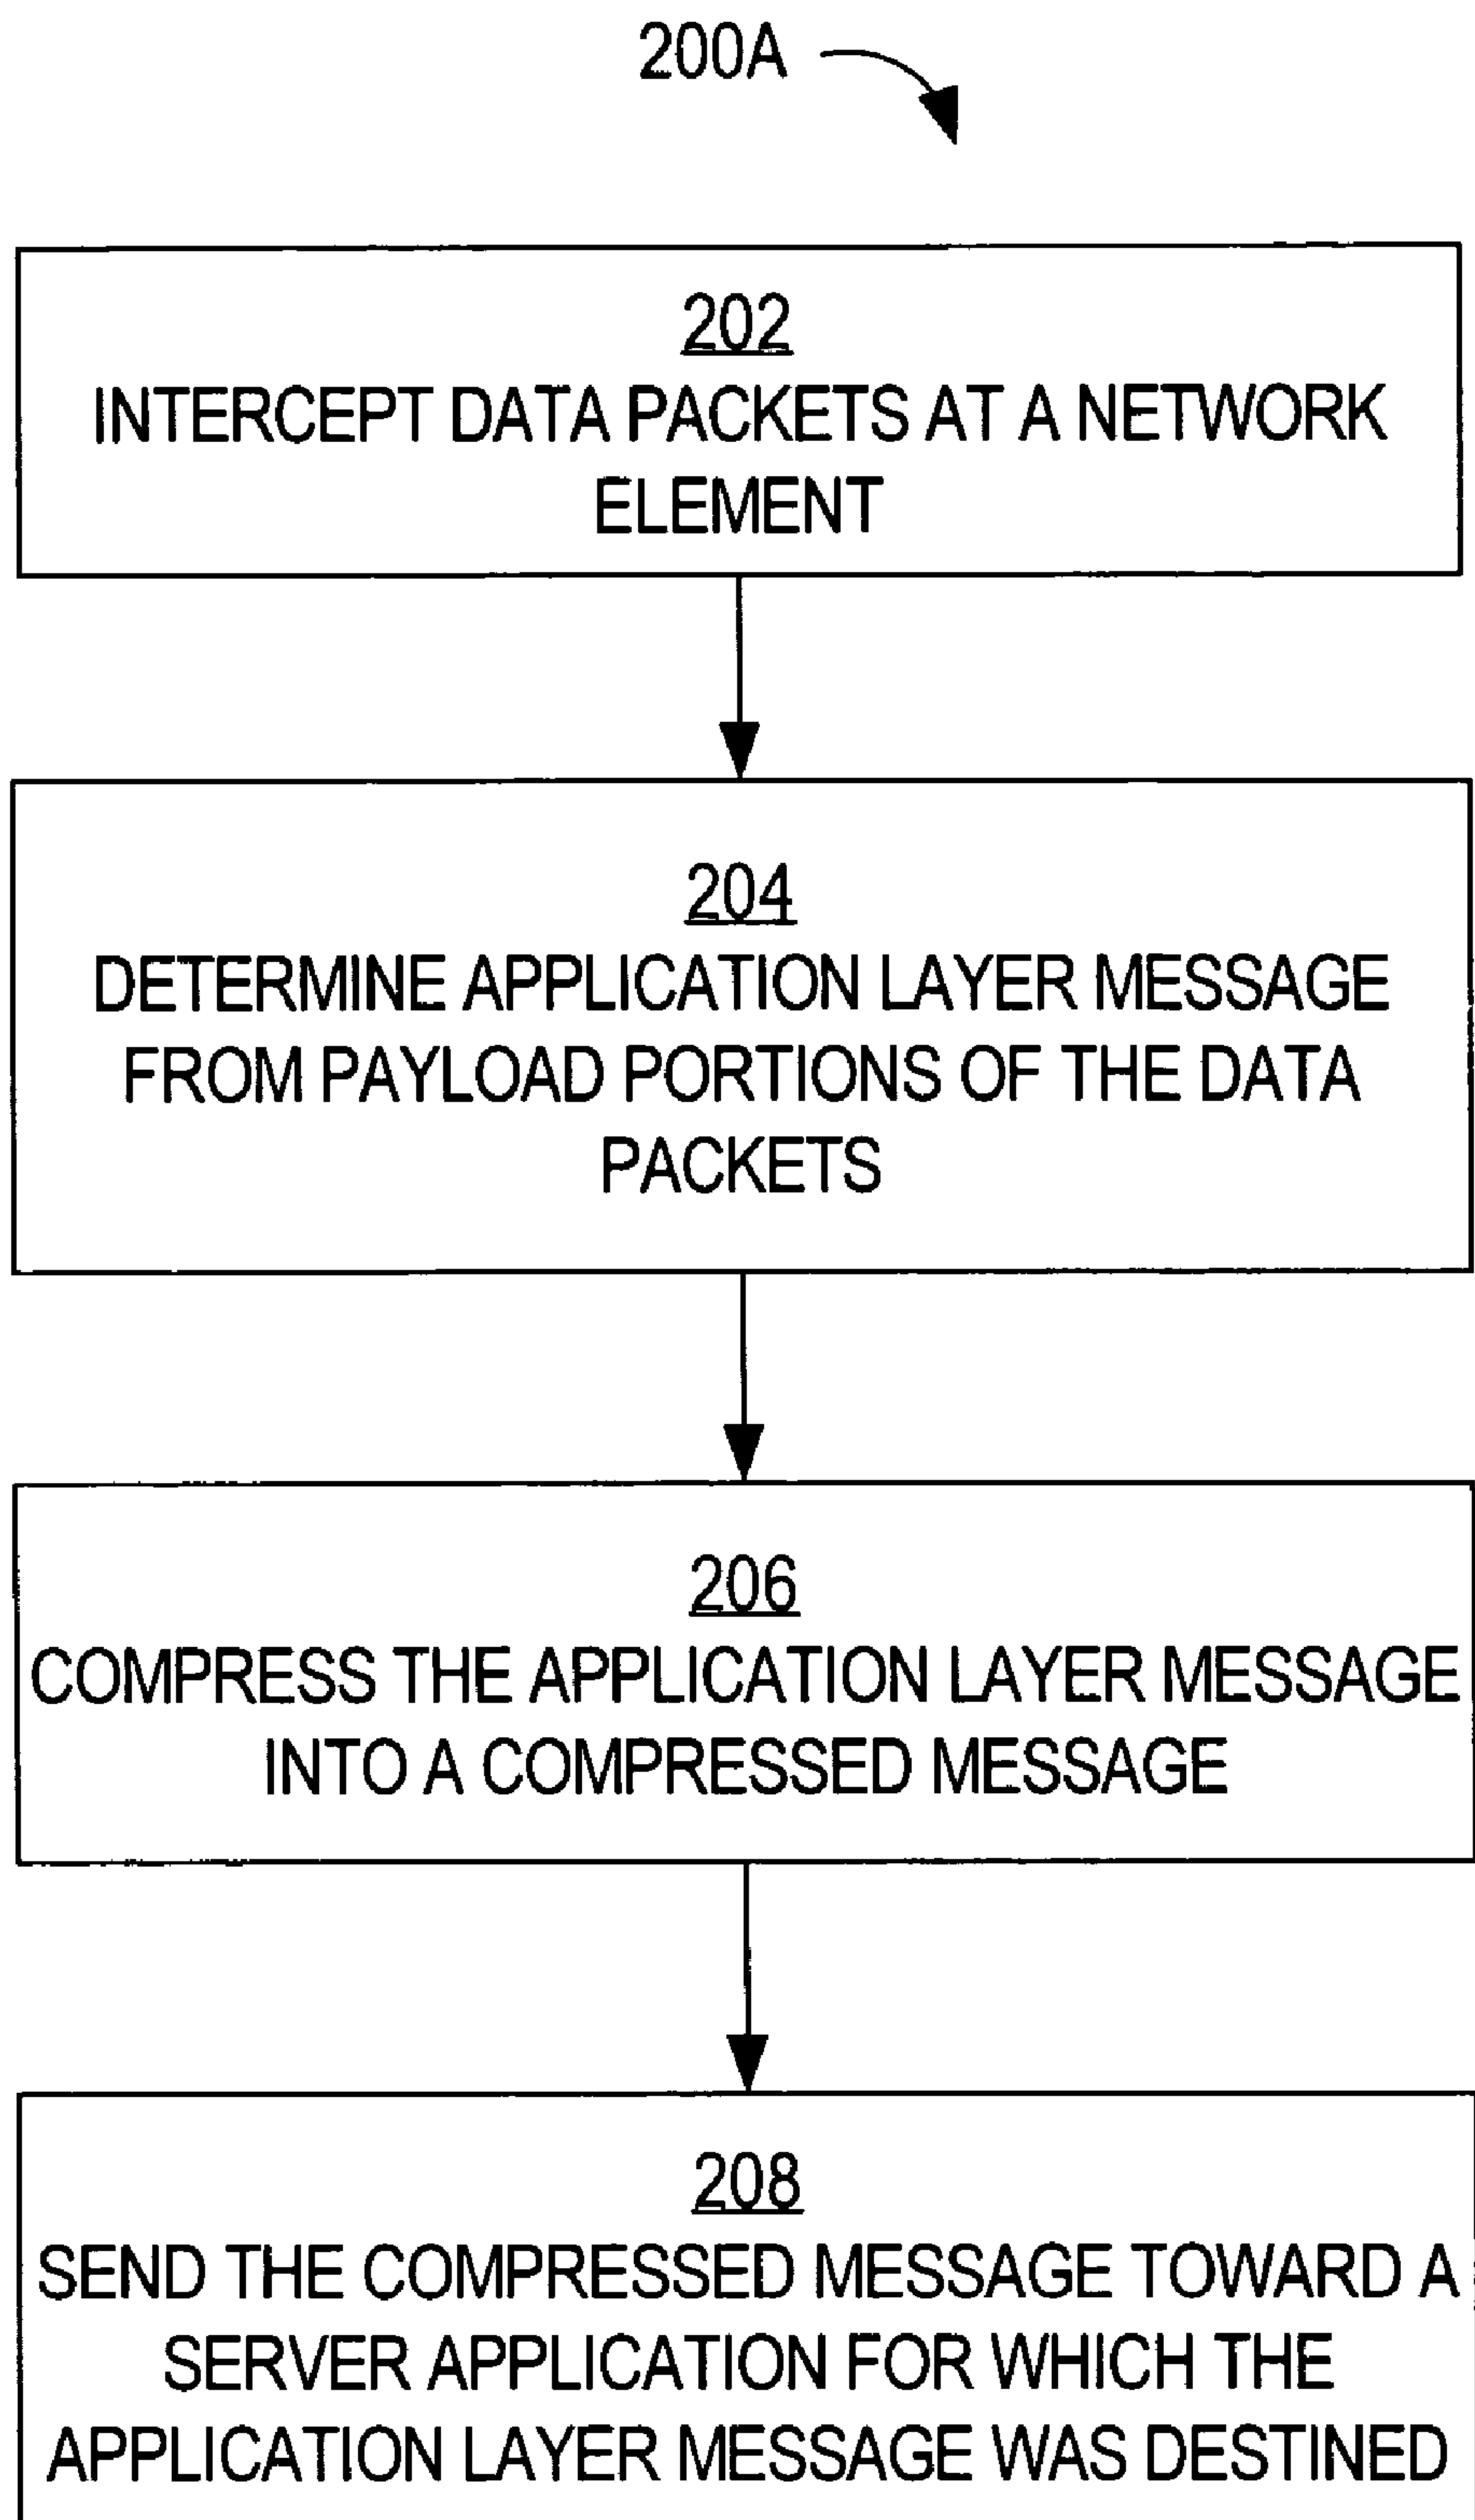 200A
202
INTERCEPT DATA PACKETS AT A NETWORK
ELEMENT
204
DETERMINE APPLICATION LAYER MESSAGE
FROM PAYLOAD PORTIONS OF THE DATA
PACKETS
206
COMPRESS THE APPLICATION LAYER MESSAGE
INTO A COMPRESSED MESSAGE
208
SEND THE COMPRESSED MESSAGE TOWARD A
SERVER APPLICATION FOR WHICH THE
APPLICATION LAYER MESSAGE WAS DESTINED